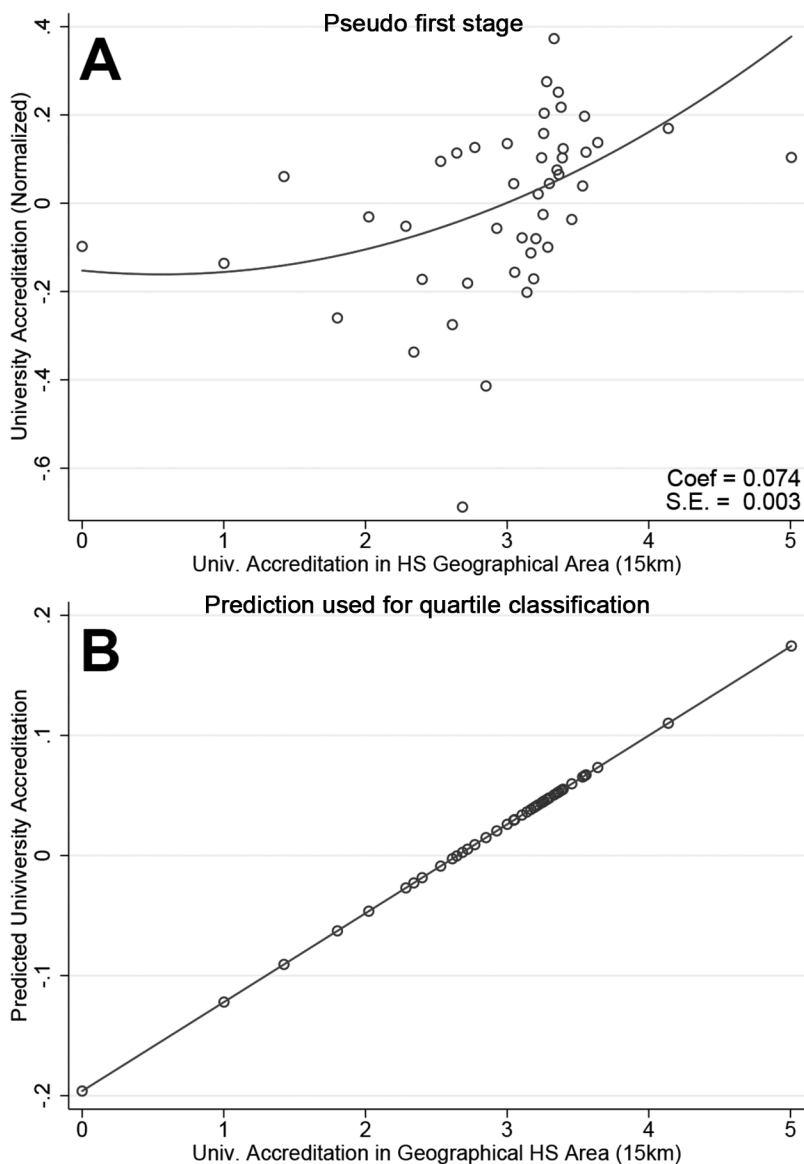 Pseudo first stage
A
University Accreditation (Normalized)
.4
.2
0
-.2
-.4
-.6
Coef = 0.074
S.E. = 0.003
0 1 2 3 4 5
Univ. Accreditation in HS Geographical Area (15km)
Prediction used for quartile classification
B
Predicted Univiversity Accreditation
.2
.1
0
-.1
-.2
0 1 2 3 4 5
Univ. Accreditation in Geographical HS Area (15km)